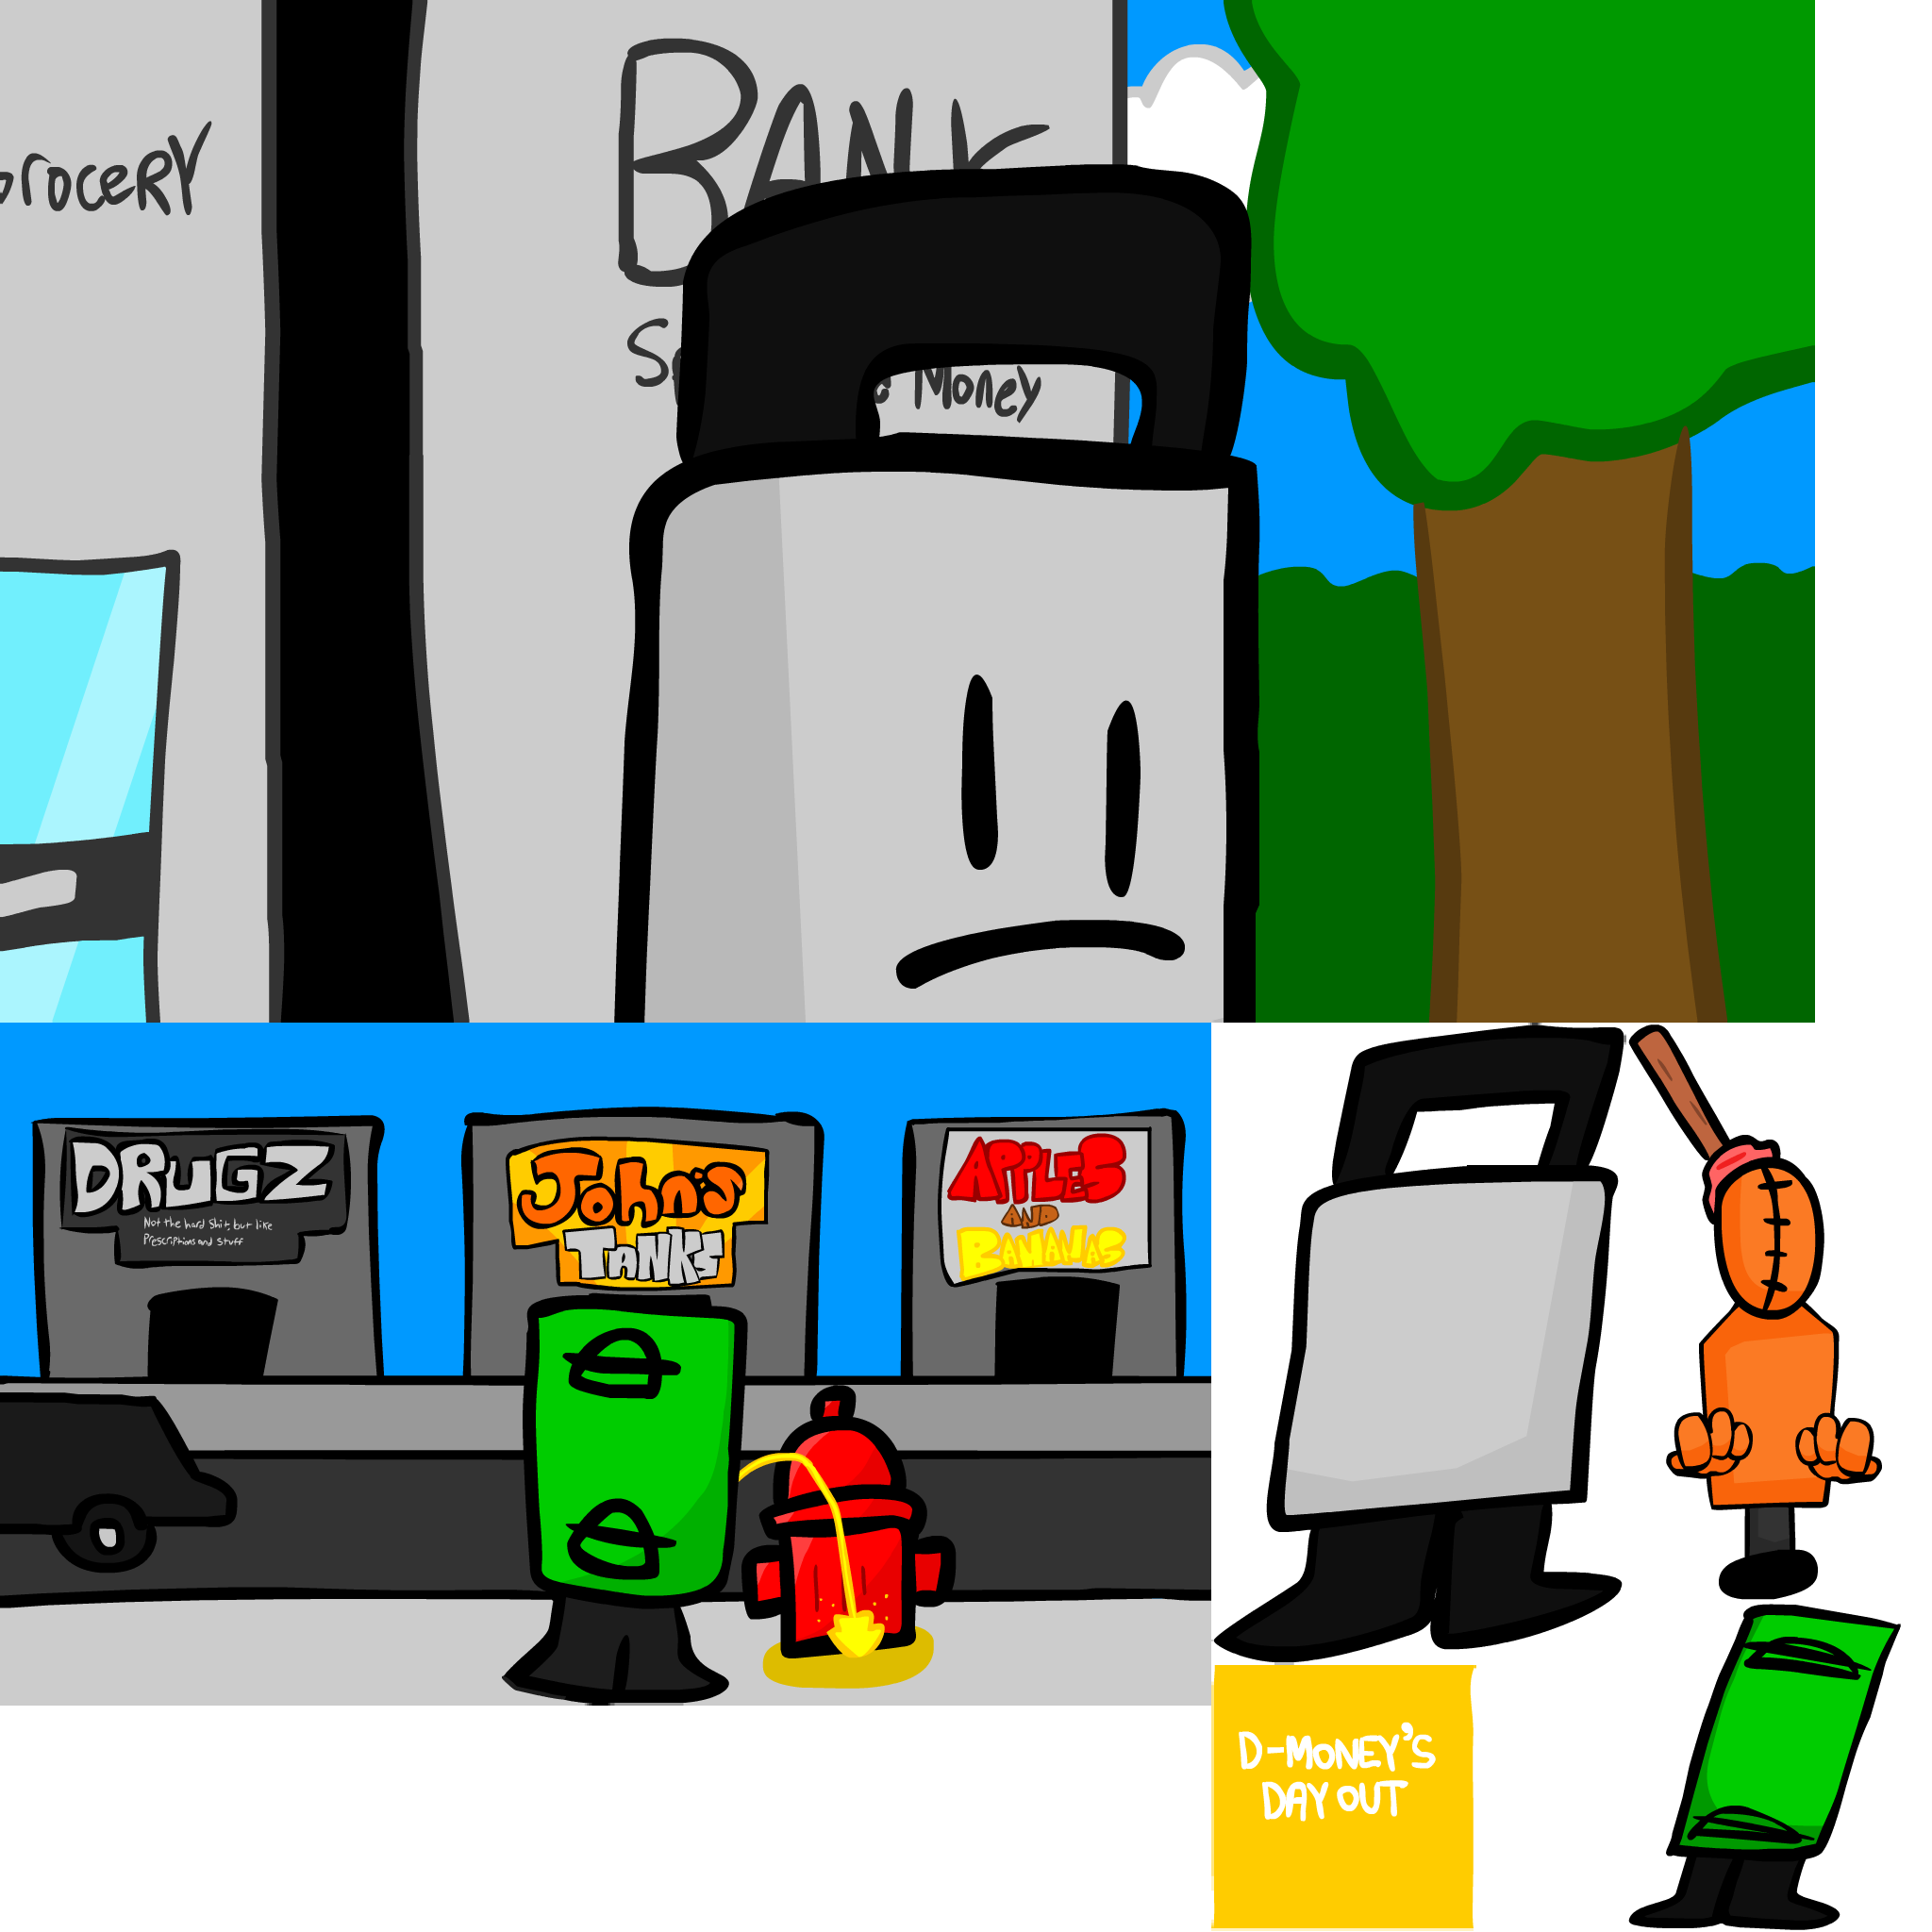 GroceRY
BANK
Money
DRuGZ
Not the hard shit, but like
Prescriptions and stuff
John's
TANKs
APPLES
AND
BANANAS
D-MONEY'S
DAY OUT